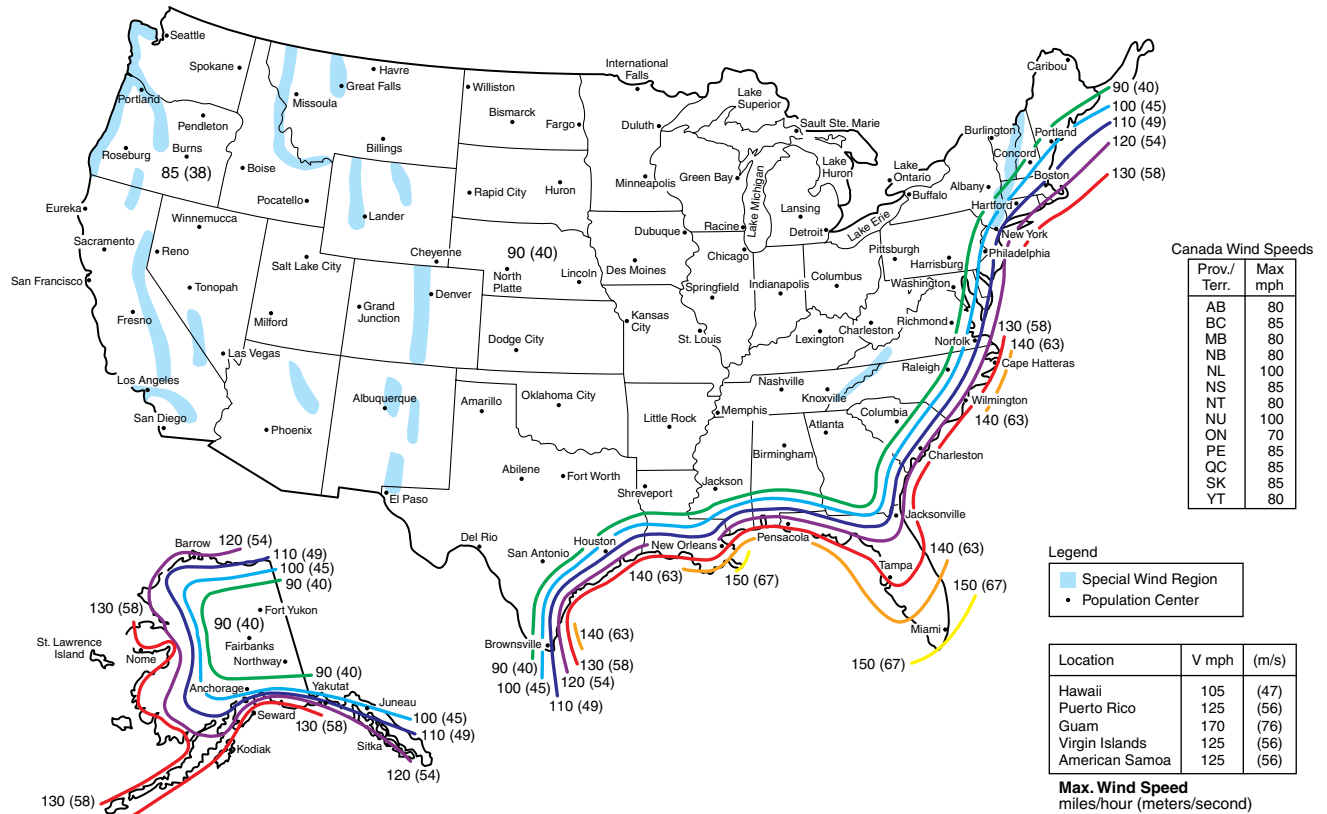 Seattle
Spokane
Portland
Pendleton
Roseburg
Burns
85 (38)
Eureka
Sacramento
San Francisco
Fresno
Los Angeles
San Diego
Winnemucca
Reno
Tonopah
Las Vegas
Boise
Pocatello
Salt Lake City
Milford
Phoenix
Havre
Great Falls
Missoula
Billings
Lander
Cheyenne
Denver
Grand
Junction
Albuquerque
El Paso
Williston
Bismarck
Fargo
Rapid City
Huron
90 (40)
North
Platte
Lincoln
Dodge City
Amarillo
Oklahoma City
Abilene
Fort Worth
Del Rio
San Antonio
Houston
Brownsville
International
Falls
Duluth
Minneapolis
Green Bay
Dubuque
Racine
Des Moines
Chicago
Springfield
Kansas
City
St. Louis
Little Rock
Memphis
Shreveport
Jackson
New Orleans
Lake
Superior
Sault Ste. Marie
Lake Michigan
Lake
Huron
Lansing
Detroit
Lake Erie
Lake
Ontario
Buffalo
Indianapolis
Columbus
Lexington
Charleston
Nashville
Knoxville
Birmingham
Atlanta
Columbia
Pensacola
Pittsburgh
Harrisburg
Washington
Richmond
Norfolk
Raleigh
Cape Hatteras
Wilmington
Charleston
Jacksonville
Tampa
Miami
Caribou
Burlington
Portland
Concord
Albany
Boston
Hartford
New York
Philadelphia
90 (40)
100 (45)
110 (49)
120 (54)
130 (58)
130 (58)
140 (63)
140 (63)
140 (63)
150 (67)
150 (67)
140 (63)
150 (67)
140 (63)
130 (58)
120 (54)
110 (49)
100 (45)
90 (40)
Barrow
120 (54)
110 (49)
100 (45)
90 (40)
130 (58)
Fort Yukon
90 (40)
Fairbanks
Northway
St. Lawrence
Island
Nome
90 (40)
Anchorage
Yakutat
Juneau
Seward
130 (58)
100 (45)
110 (49)
Kodiak
Sitka
120 (54)
130 (58)
Canada Wind Speeds
Prov./ Max
Terr. mph
AB 80
BC 85
MB 80
NB 80
NL 100
NS 85
NT 80
NU 100
ON 70
PE 85
QC 85
SK 85
YT 80
Legend
Special Wind Region
Population Center
Location V mph (m/s)
Hawaii 105 (47)
Puerto Rico 125 (56)
Guam 170 (76)
Virgin Islands 125 (56)
American Samoa 125 (56)
Max. Wind Speed
miles/hour (meters/second)